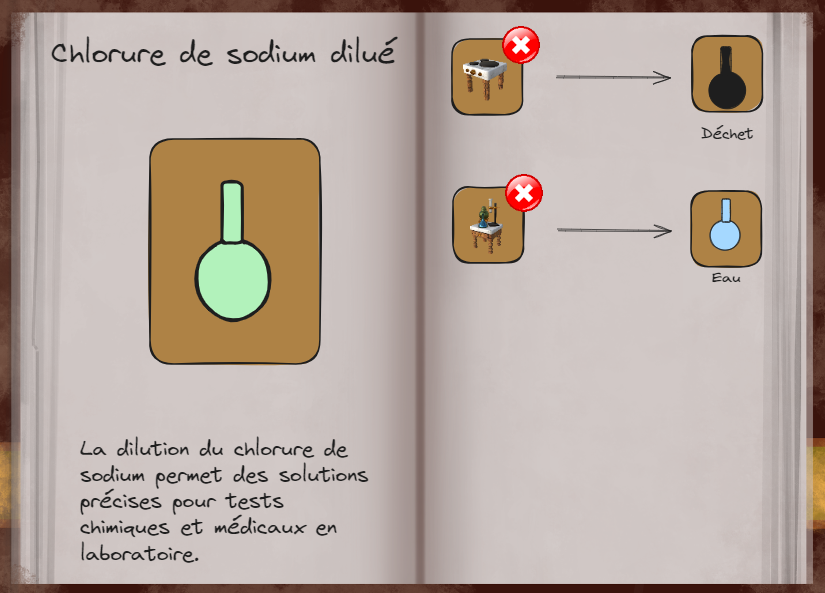 Chlorure de sodium dilué
La dilution du chlorure de
sodium permet des solutions
précises pour tests
chimiques et médicaux en
laboratoire.
Déchet
Eau